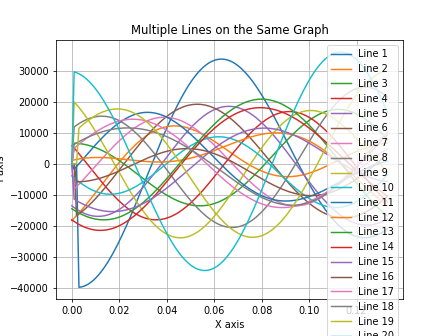 Multiple Lines on the Same Graph
30000
20000
10000
0
-10000
-20000
-30000
-40000
0.00
0.02
0.04
0.06
0.08
0.10
X axis
Line 1
Line 2
Line 3
Line 4
Line 5
Line 6
Line 7
Line 8
Line 9
Line 10
Line 12
Line 13
Line 14
Line 15
Line 16
Line 17
Line 18
Line 19
Line 20